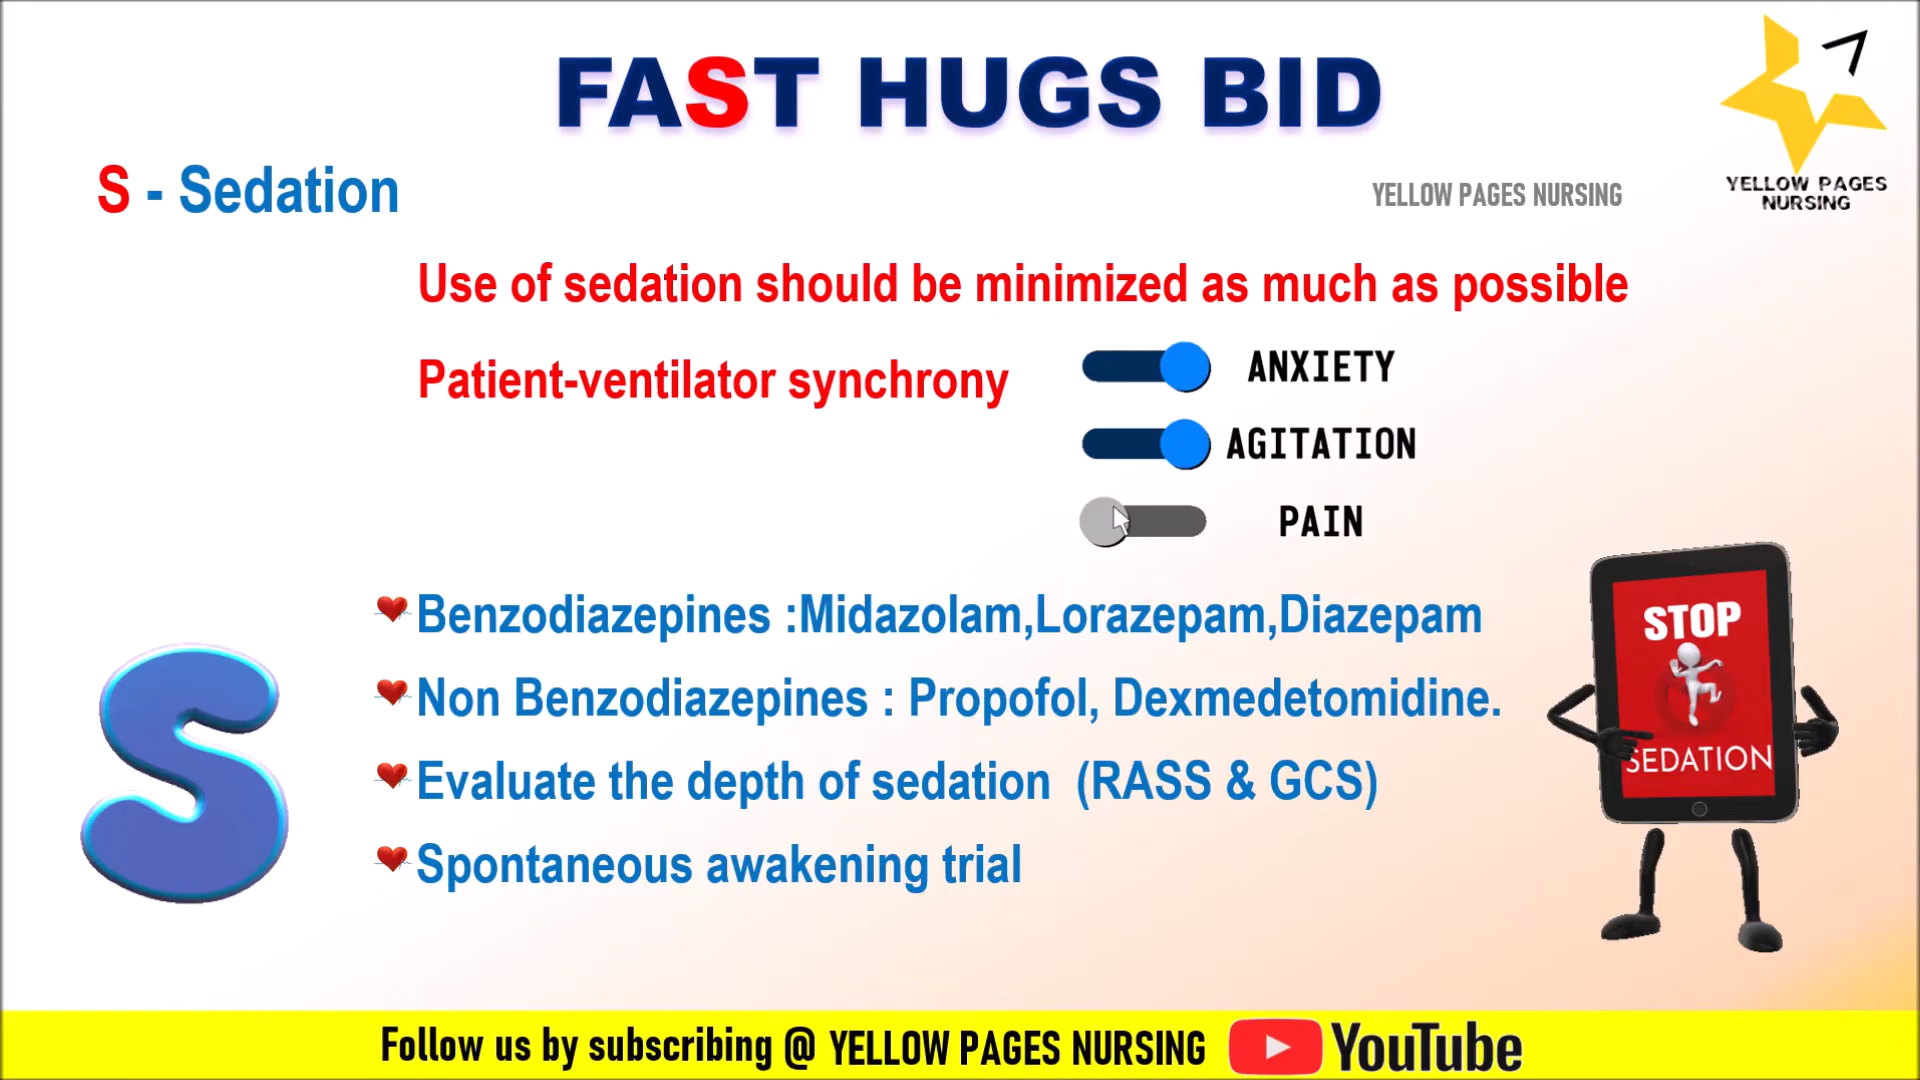 FAST HUGS BID
S - Sedation
YELLOW PAGES NURSING
YELLOW PAGES
NURSING
Use of sedation should be minimized as much as possible
Patient-ventilator synchrony
ANXIETY
AGITATION
PAIN
Benzodiazepines :Midazolam,Lorazepam,Diazepam
Non Benzodiazepines : Propofol, Dexmedetomidine.
Evaluate the depth of sedation (RASS & GCS)
Spontaneous awakening trial
S
STOP
SEDATION
Follow us by subscribing @ YELLOW PAGES NURSING YouTube